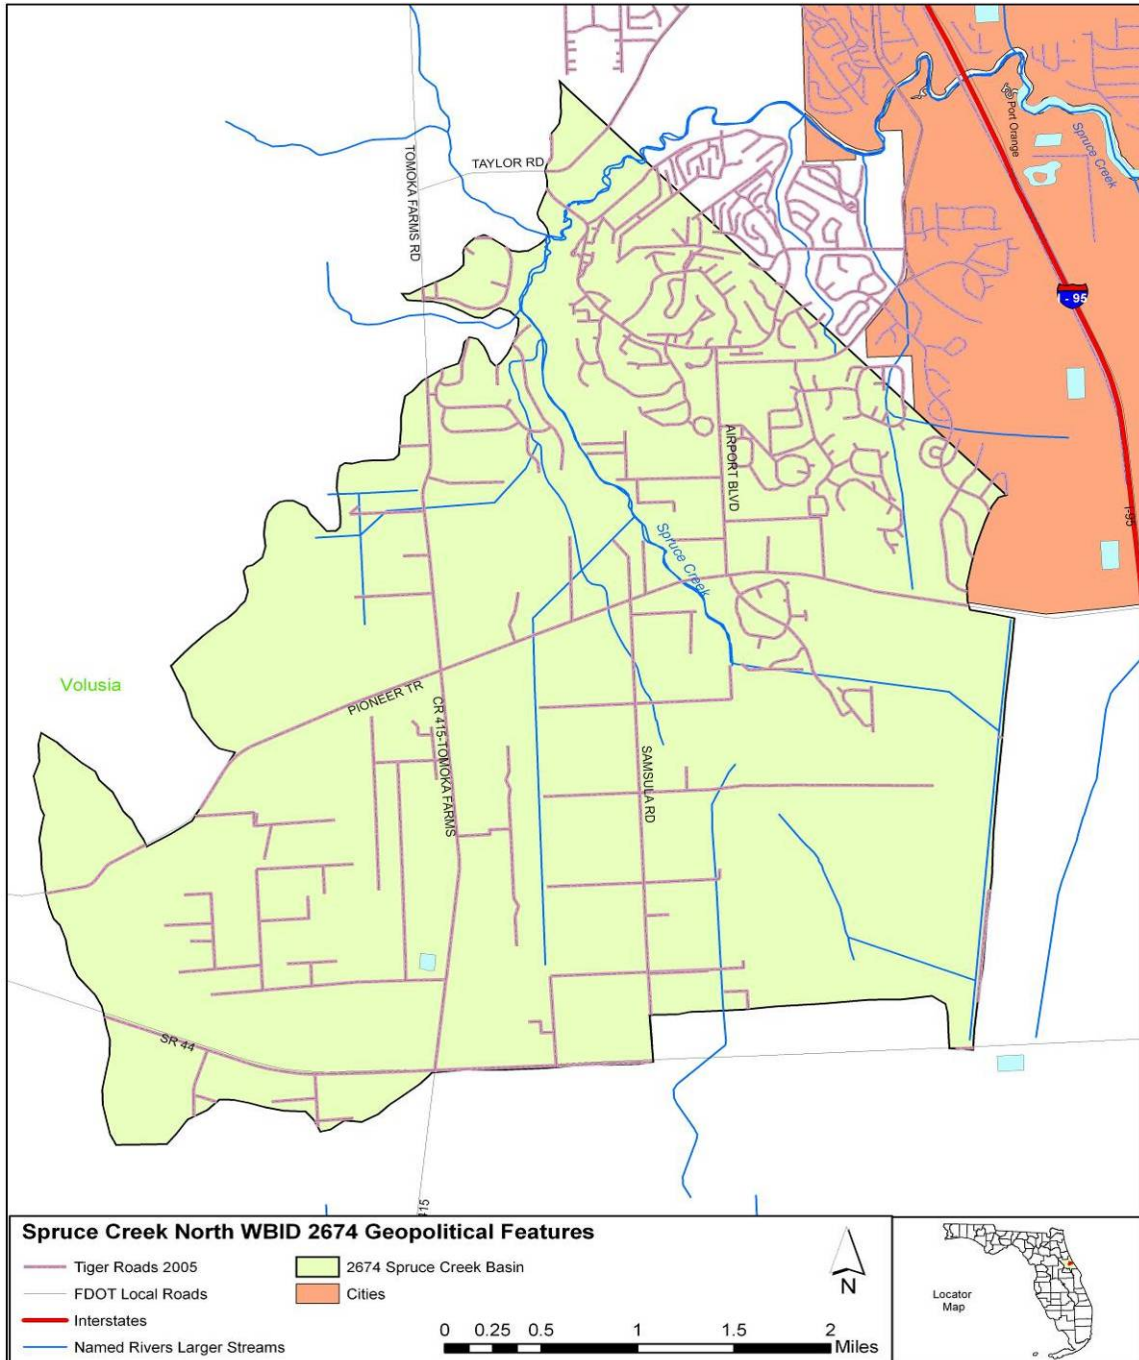 Port Orange
Spruce Creek
TAYLOR RD
TOMOKA FARMS RD
I - 95
AIRPORT BLVD
I-95
Spruce Creek
Volusia
PIONEER TR
CR 415-TOMOKA FARMS
SAMSULA RD
SR 44
415
Spruce Creek North WBID 2674 Geopolitical Features
Tiger Roads 2005
2674 Spruce Creek Basin
FDOT Local Roads
Cities
Interstates
Named Rivers Larger Streams
N
0 0.25 0.5 1 1.5 2
Miles
Locator
Map